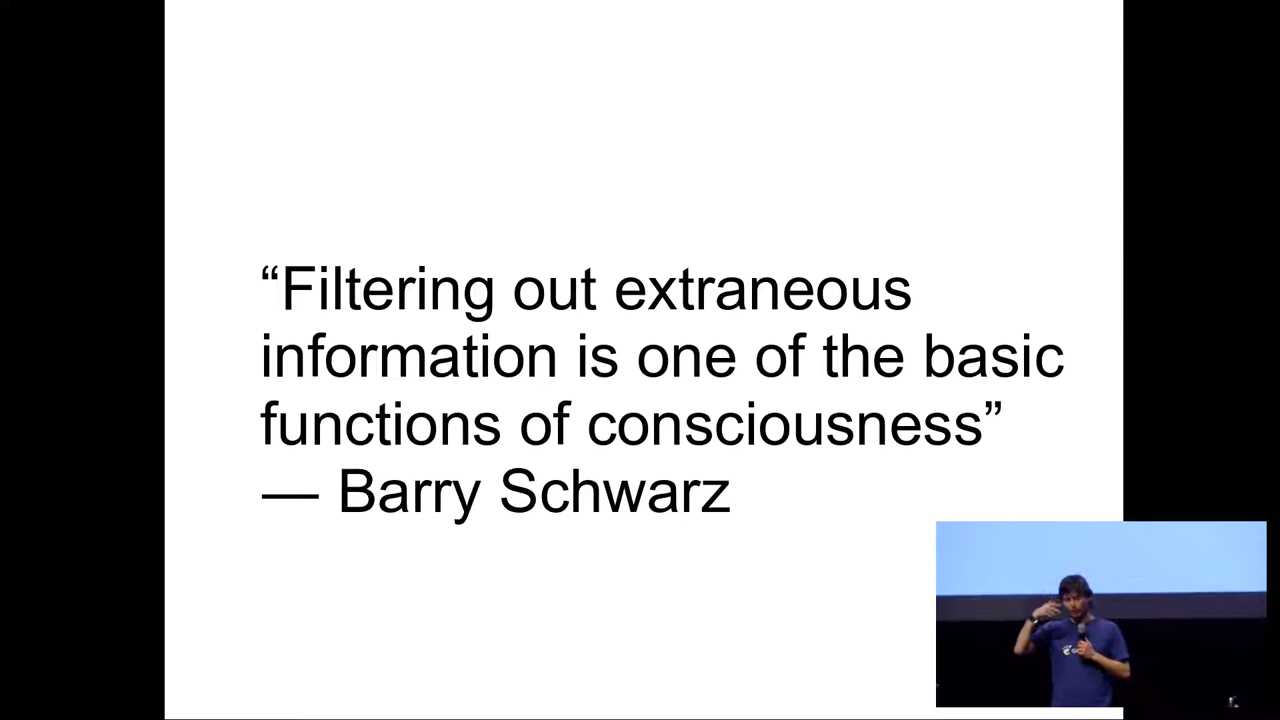 “Filtering out extraneous
information is one of the basic
functions of consciousness”
— Barry Schwarz